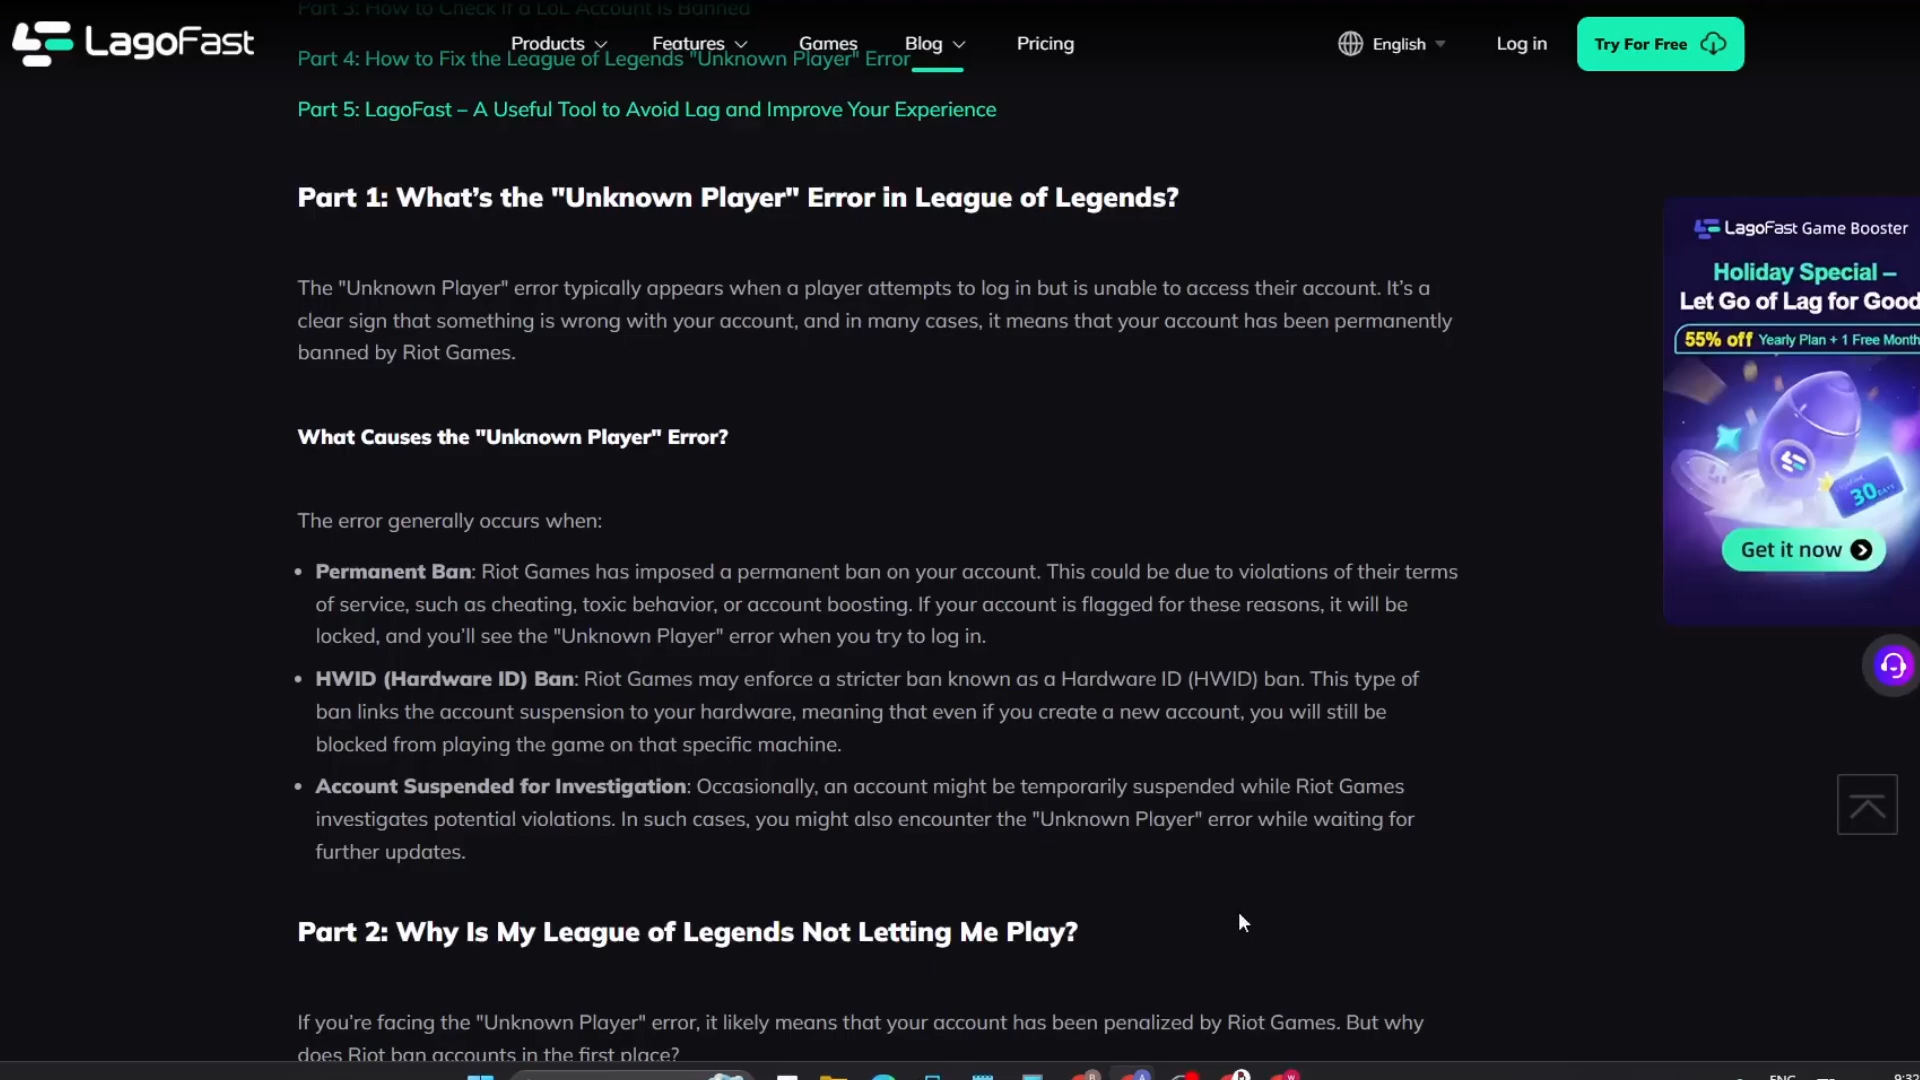 Part 3: How to Check if a LoL Account Is Banned
LagoFast
Products
Features
Games
Blog
Pricing
English
Log in
Try For Free
Part 4: How to Fix the League of Legends "Unknown Player" Error
Part 5: LagoFast – A Useful Tool to Avoid Lag and Improve Your Experience
Part 1: What’s the "Unknown Player" Error in League of Legends?
The "Unknown Player" error typically appears when a player attempts to log in but is unable to access their account. It’s a
clear sign that something is wrong with your account, and in many cases, it means that your account has been permanently
banned by Riot Games.
What Causes the "Unknown Player" Error?
The error generally occurs when:
• Permanent Ban: Riot Games has imposed a permanent ban on your account. This could be due to violations of their terms
of service, such as cheating, toxic behavior, or account boosting. If your account is flagged for these reasons, it will be
locked, and you’ll see the "Unknown Player" error when you try to log in.
• HWID (Hardware ID) Ban: Riot Games may enforce a stricter ban known as a Hardware ID (HWID) ban. This type of
ban links the account suspension to your hardware, meaning that even if you create a new account, you will still be
blocked from playing the game on that specific machine.
• Account Suspended for Investigation: Occasionally, an account might be temporarily suspended while Riot Games
investigates potential violations. In such cases, you might also encounter the "Unknown Player" error while waiting for
further updates.
Part 2: Why Is My League of Legends Not Letting Me Play?
If you’re facing the "Unknown Player" error, it likely means that your account has been penalized by Riot Games. But why
does Riot ban accounts in the first place?
LagoFast Game Booster
Holiday Special –
Let Go of Lag for Good
55% off Yearly Plan + 1 Free Month
30 DAYS
Get it now
ENG
9:32